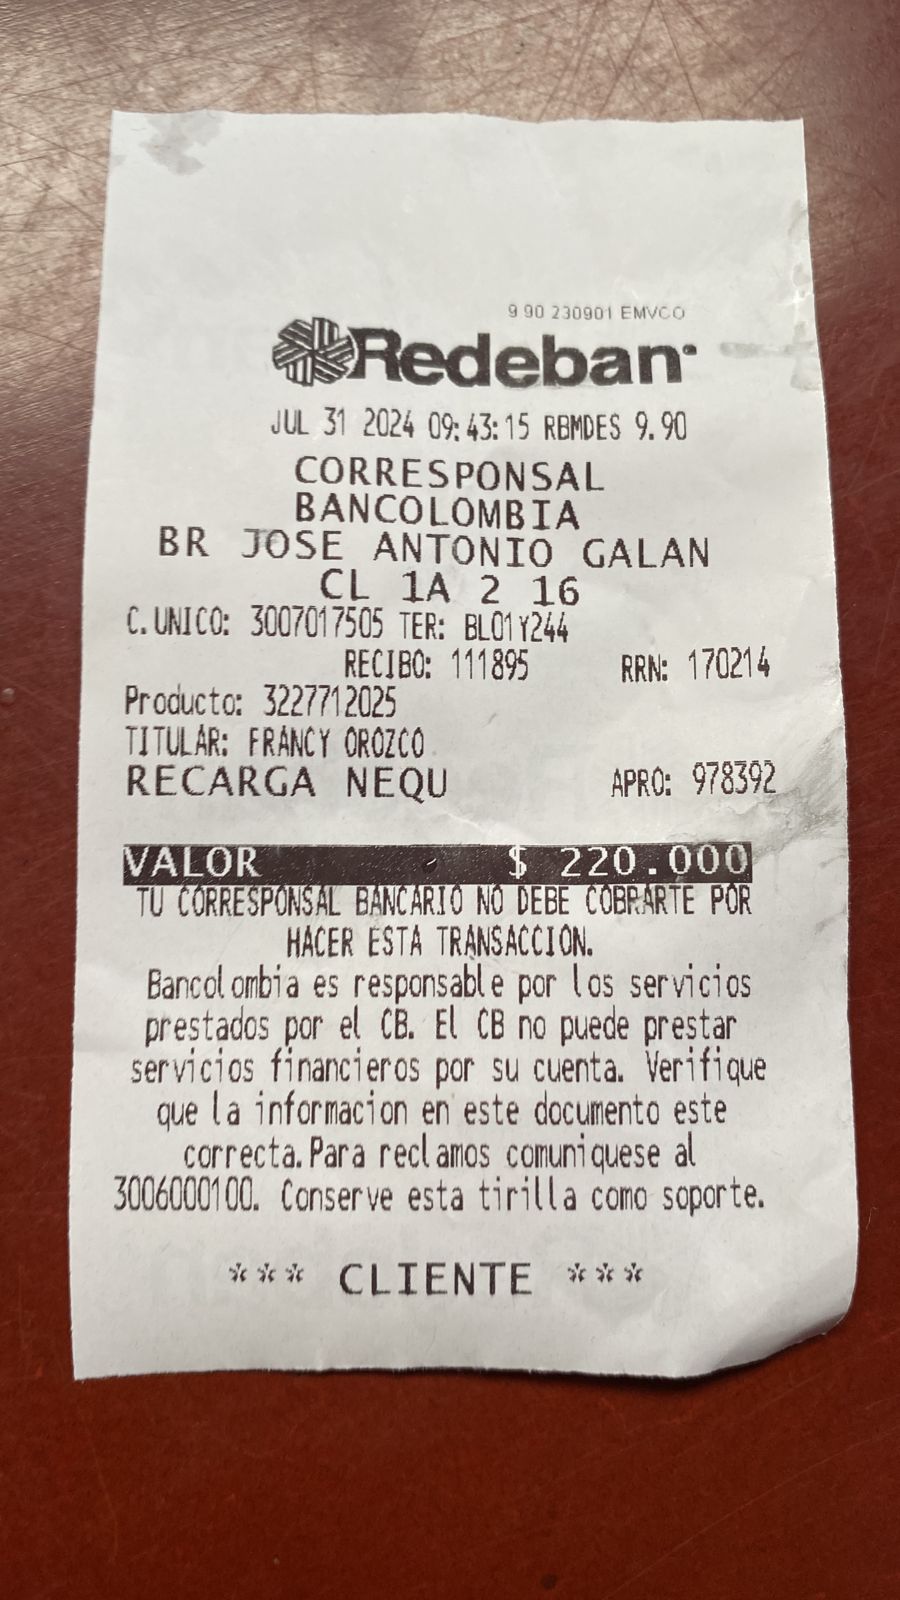 9 90 230901 EMVCO
Redeban
JUL 31 2024 09:43:15 RBMDES 9.90
CORRESPONSAL
BANCOLOMBIA
BR JOSE ANTONIO GALAN
CL 1A 2 16
C.UNICO: 3007017505 TER: BL01Y244
RECIBO: 111895 RRN: 170214
Producto: 3227712025
TITULAR: FRANCY OROZCO
RECARGA NEQU APRO: 978392
VALOR $ 220.000
TU CORRESPONSAL BANCARIO NO DEBE COBRARTE POR
HACER ESTA TRANSACCION.
Bancolombia es responsable por los servicios
prestados por el CB. El CB no puede prestar
servicios financieros por su cuenta. Verifique
que la informacion en este documento este
correcta.Para reclamos comuniquese al
3006000100. Conserve esta tirilla como soporte.
*** CLIENTE ***